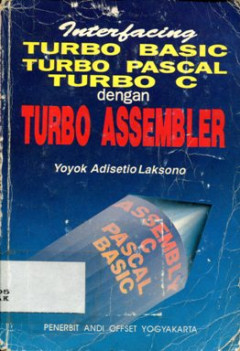 Interfacing
TURBO BASIC
TURBO PASCAL
TURBO C
dengan
TURBO ASSEMBLER
Yoyok Adisetio Laksono
ASSEMBLY
C
PASCAL
BASIC
PENERBIT ANDI OFFSET YOGYAKARTA